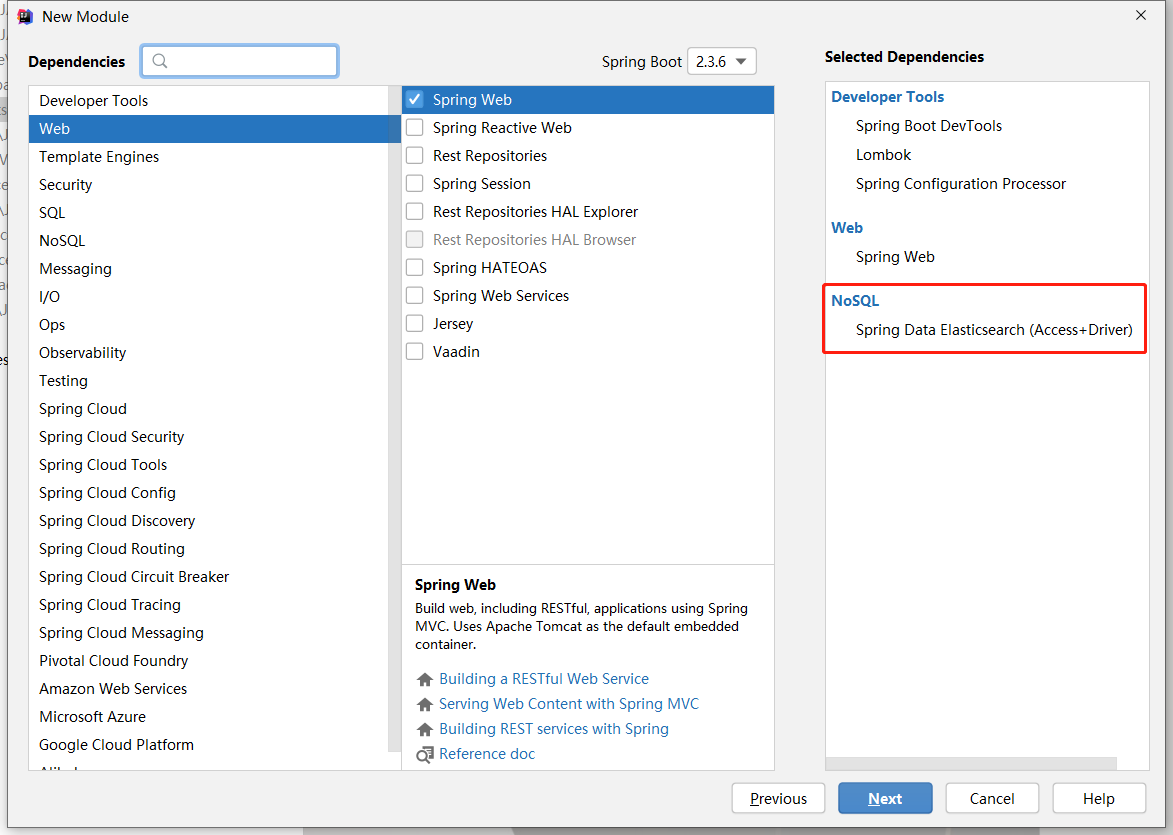 New Module
Dependencies
Spring Boot 2.3.6
Selected Dependencies
Developer Tools
Web
Template Engines
Security
SQL
NoSQL
Messaging
I/O
Ops
Observability
Testing
Spring Cloud
Spring Cloud Security
Spring Cloud Tools
Spring Cloud Config
Spring Cloud Discovery
Spring Cloud Routing
Spring Cloud Circuit Breaker
Spring Cloud Tracing
Spring Cloud Messaging
Pivotal Cloud Foundry
Amazon Web Services
Microsoft Azure
Google Cloud Platform
Spring Web
Spring Reactive Web
Rest Repositories
Spring Session
Rest Repositories HAL Explorer
Rest Repositories HAL Browser
Spring HATEOAS
Spring Web Services
Jersey
Vaadin
Spring Web
Build web, including RESTful, applications using Spring
MVC. Uses Apache Tomcat as the default embedded
container.
Building a RESTful Web Service
Serving Web Content with Spring MVC
Building REST services with Spring
Reference doc
Developer Tools
Spring Boot DevTools
Lombok
Spring Configuration Processor
Web
Spring Web
NoSQL
Spring Data Elasticsearch (Access+Driver)
Previous
Next
Cancel
Help